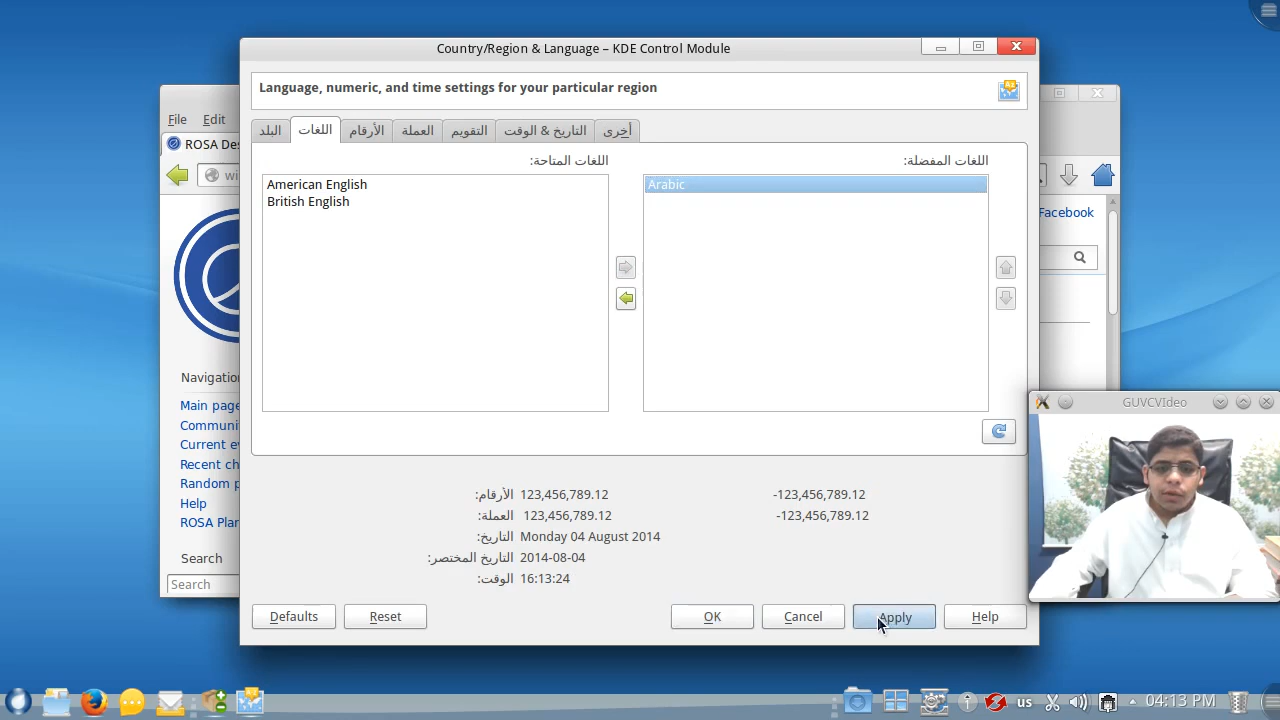 Country/Region & Language – KDE Control Module
Language, numeric, and time settings for your particular region
File Edit
البلد اللغات الأرقام العملة التقويم التاريخ & الوقت أخرى
ROSA Des
wi
اللغات المتاحة: اللغات المفضلة:
American English
British English
Arabic
Facebook
Navigation
Main page
Communi
Current ev
Recent ch
Random p
Help
ROSA Plan
Search
Search
GUVCVIdeo
الأرقام: 123,456,789.12 -123,456,789.12
العملة: 123,456,789.12 -123,456,789.12
التاريخ: Monday 04 August 2014
التاريخ المختصر: 2014-08-04
الوقت: 16:13:24
Defaults Reset OK Cancel Apply Help
us 04:13 PM